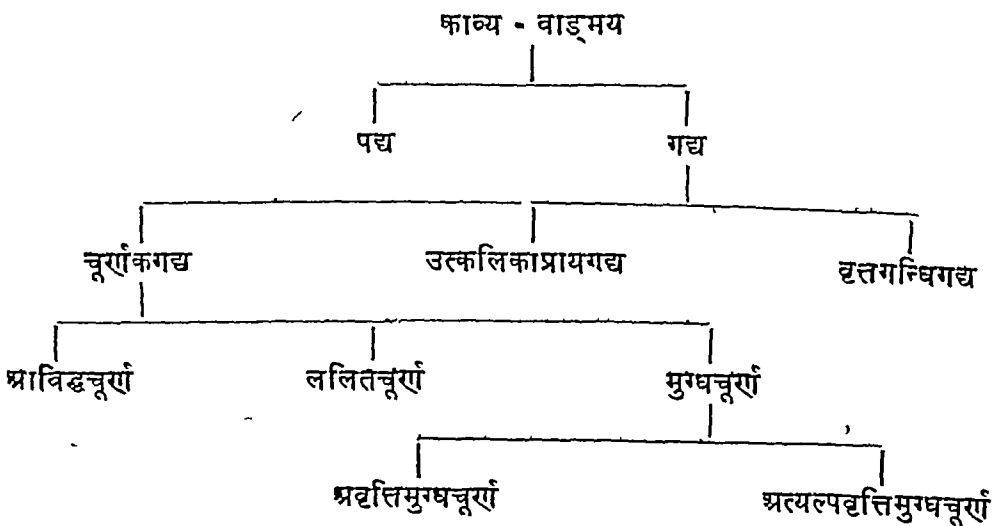 काव्य - वाङ्मय
पद्य गद्य
चूर्णकगद्य उत्कलिकाप्रायगद्य वृत्तगन्धिगद्य
आविद्धचूर्ण ललितचूर्ण मुग्धचूर्ण
अवृत्तिमुग्धचूर्ण अत्यल्पवृत्तिमुग्धचूर्ण